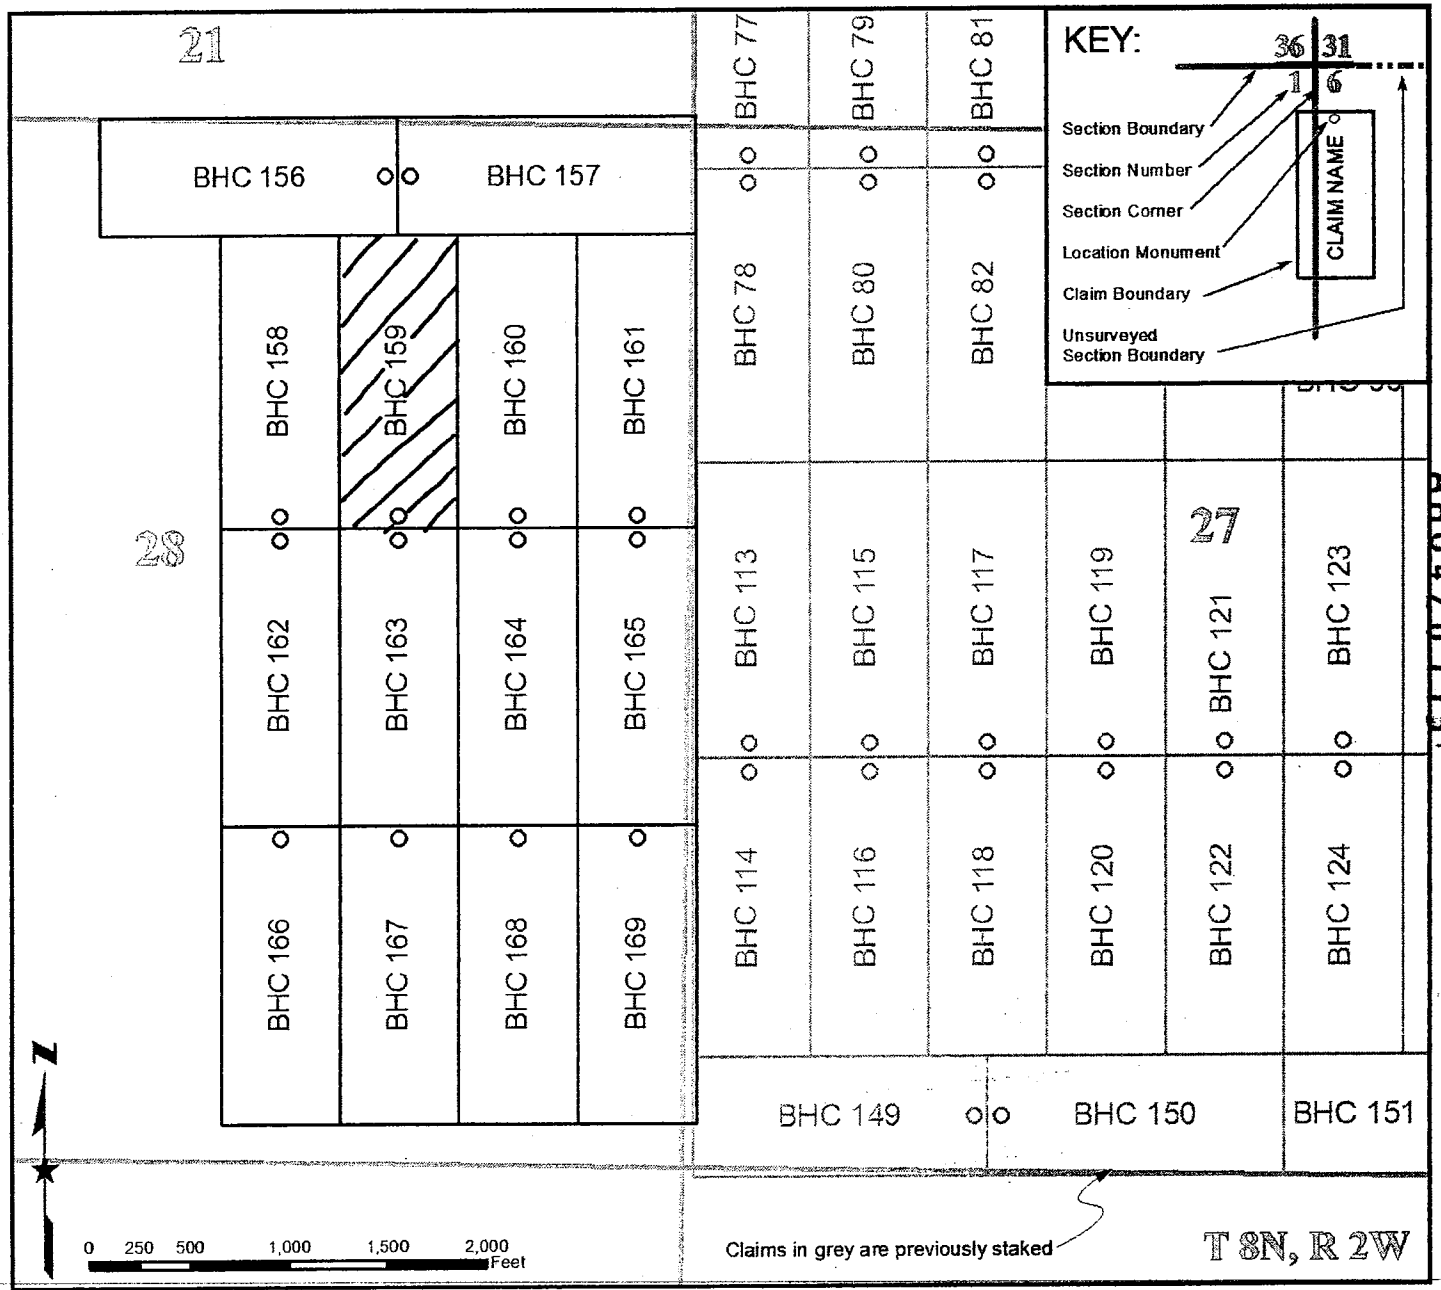 21
BHC 77
BHC 79
BHC 81
KEY:
36 31
1 6
Section Boundary
Section Number
Section Corner
Location Monument
Claim Boundary
Unsurveyed
Section Boundary
CLAIM NAME
BHC 156
BHC 157
BHC 158
BHC 159
BHC 160
BHC 161
BHC 78
BHC 80
BHC 82
28
27
BHC 162
BHC 163
BHC 164
BHC 165
BHC 113
BHC 115
BHC 117
BHC 119
BHC 121
BHC 123
BHC 166
BHC 167
BHC 168
BHC 169
BHC 114
BHC 116
BHC 118
BHC 120
BHC 122
BHC 124
BHC 149
BHC 150
BHC 151
N
0 250 500 1,000 1,500 2,000
Feet
Claims in grey are previously staked
T 8N, R 2W